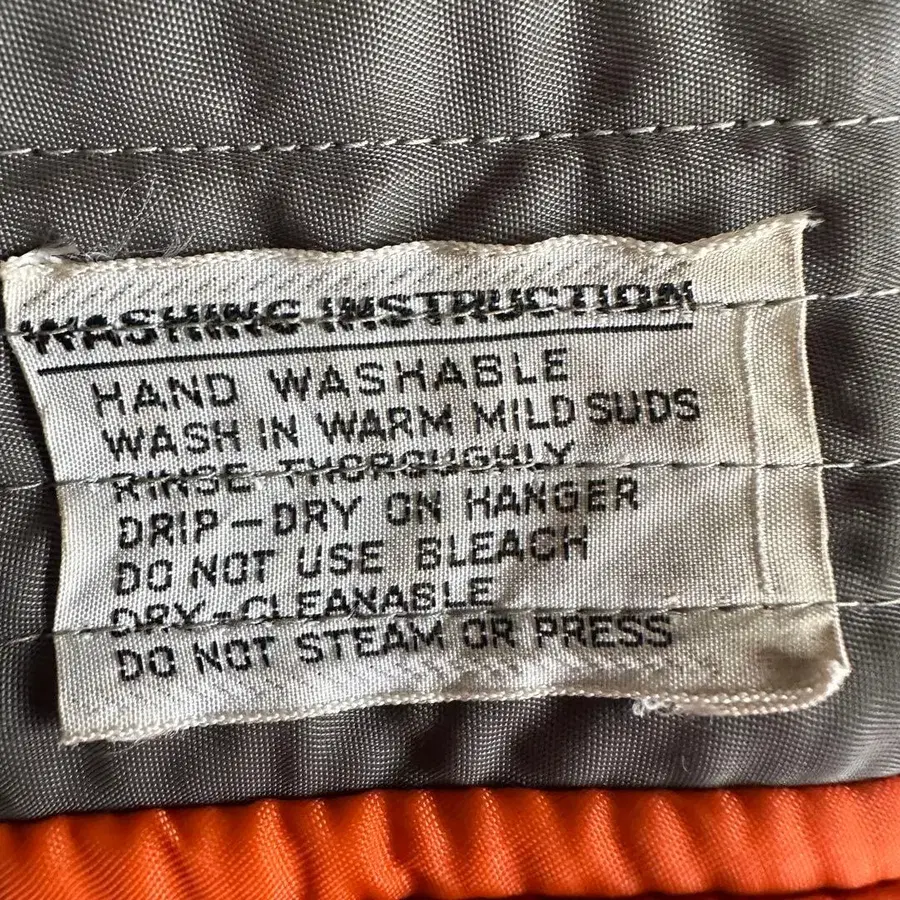 WASHING INSTRUCTION
HAND WASHABLE
WASH IN WARM MILD SUDS
RINSE THOROUGHLY
DRIP-DRY ON HANGER
DO NOT USE BLEACH
DRY-CLEANABLE
DO NOT STEAM OR PRESS